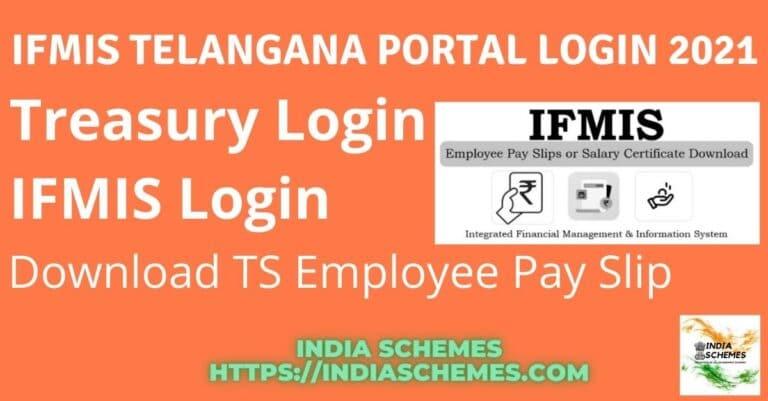 IFMIS TELANGANA PORTAL LOGIN 2021
Treasury Login
IFMIS Login
Download TS Employee Pay Slip
IFMIS
Employee Pay Slips or Salary Certificate Download
Integrated Financial Management & Information System
INDIA SCHEMES
HTTPS://INDIASCHEMES.COM
INDIA
SCHEMES